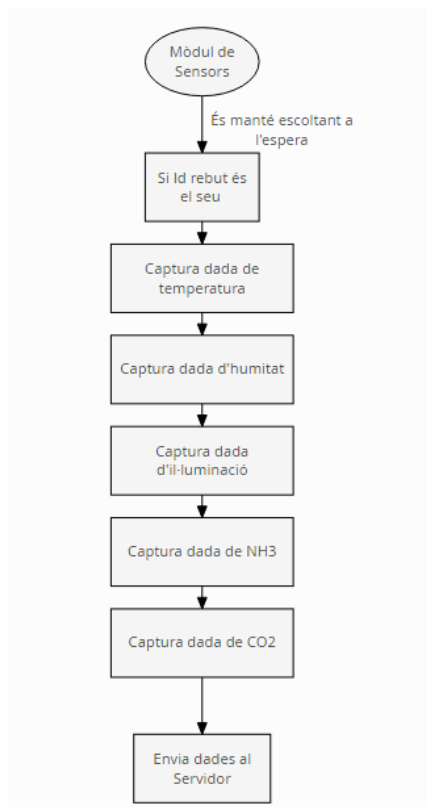 Mòdul de
Sensors
És manté escoltant a
l'espera
Si Id rebut és
el seu
Captura dada de
temperatura
Captura dada d'humitat
Captura dada
d'il·luminació
Captura dada de NH3
Captura dada de CO2
Envia dades al
Servidor